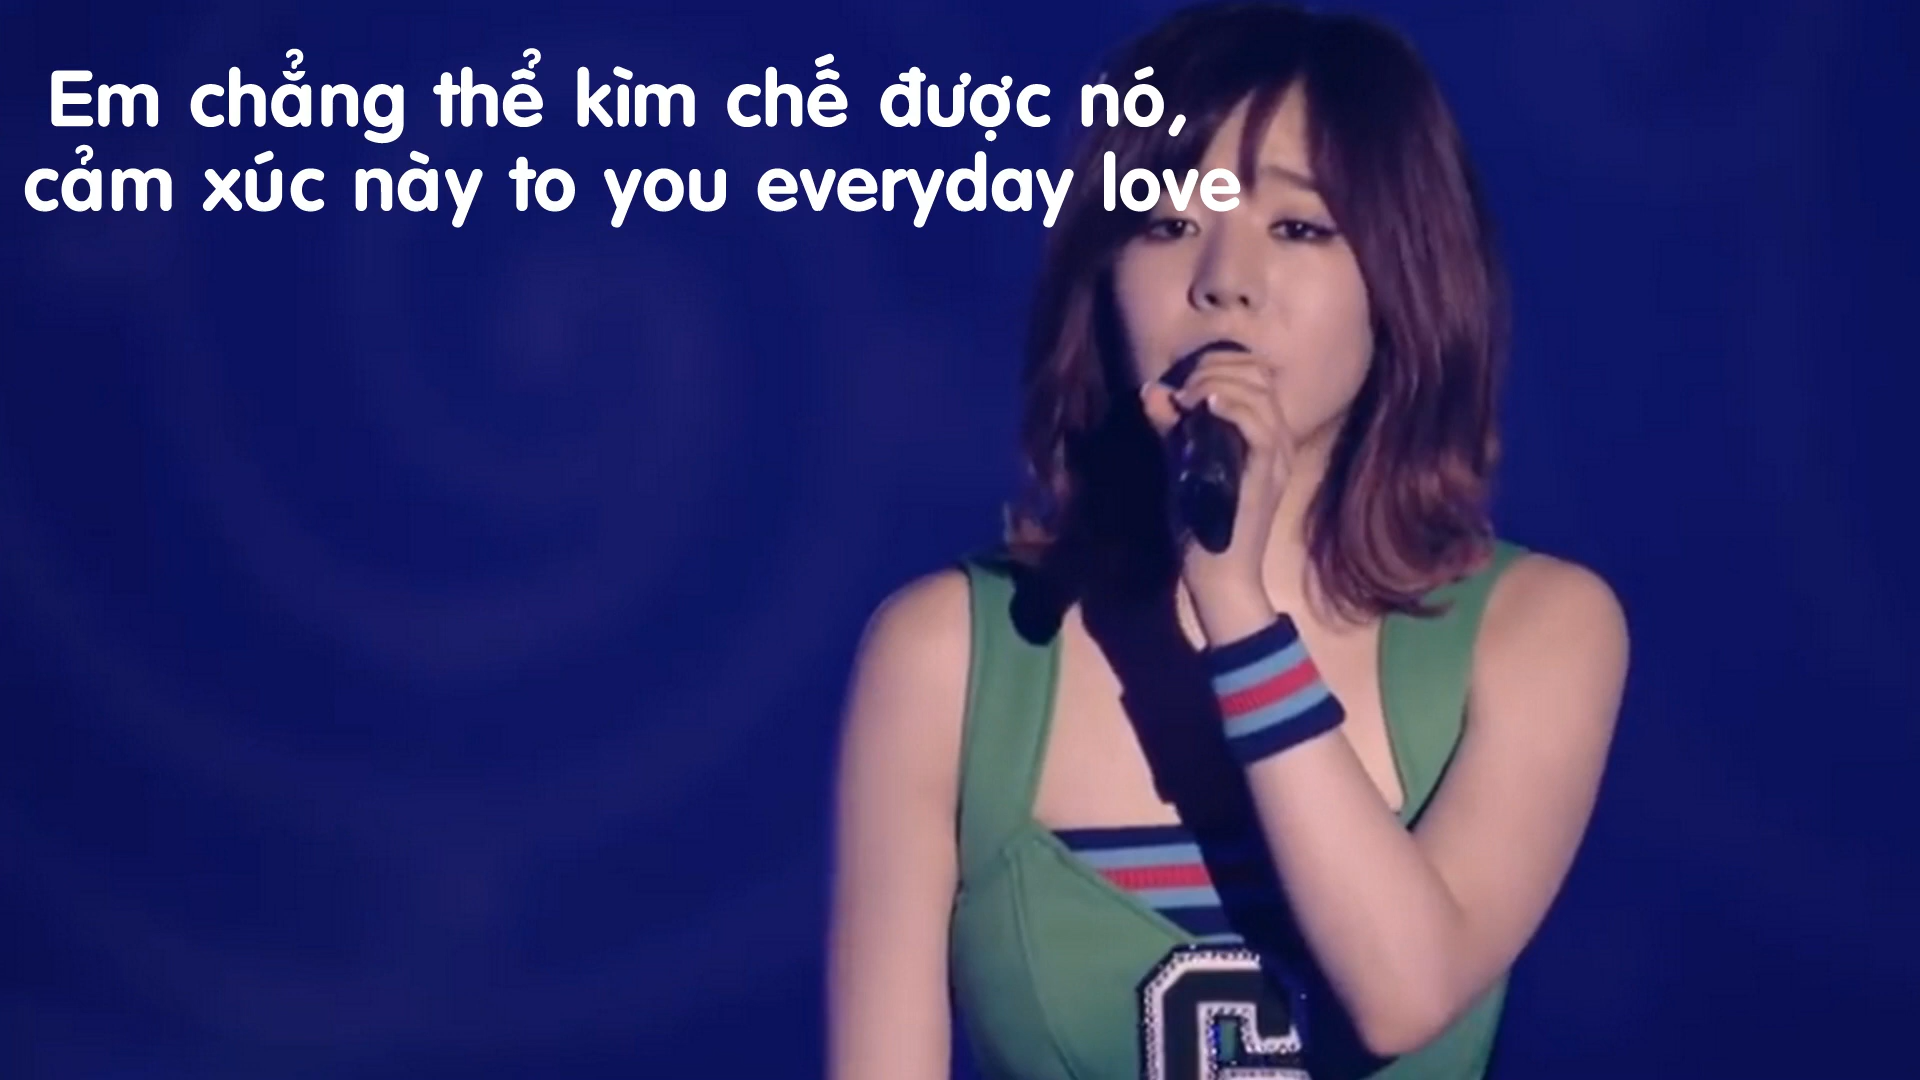 Em chẳng thể kìm chế được nó,
cảm xúc này to you everyday love
G